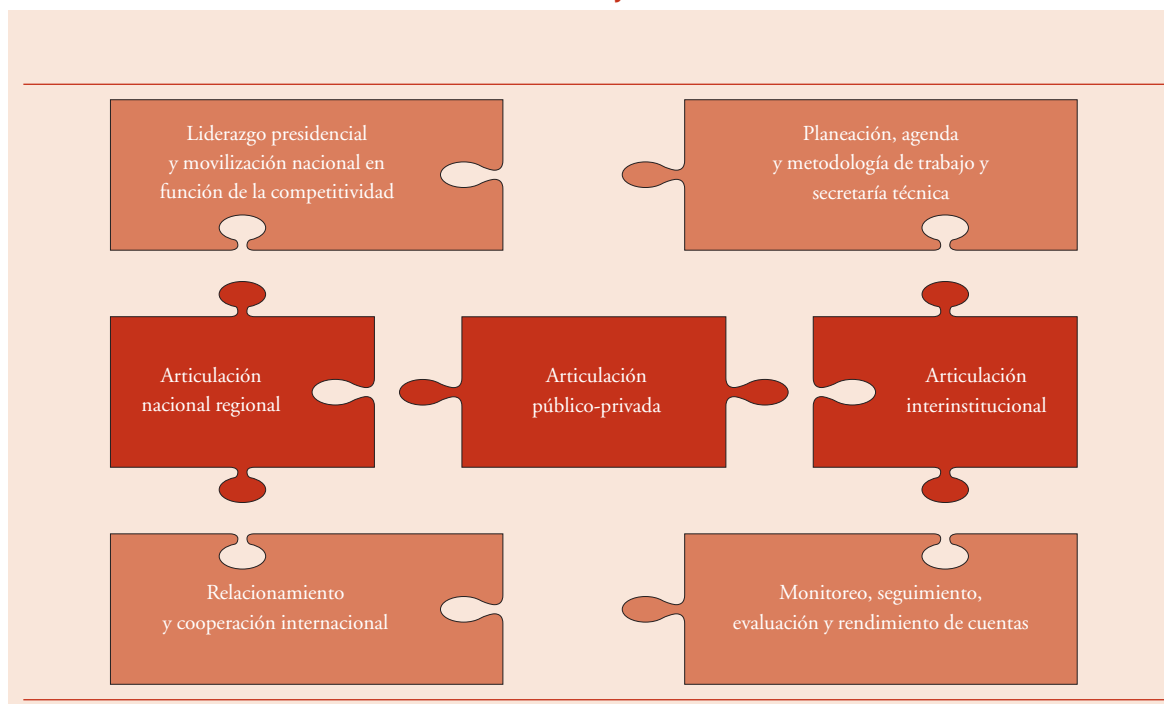 Liderazgo presidencial
y movilización nacional en
función de la competitividad
Planeación, agenda
y metodología de trabajo y
secretaría técnica
Articulación
nacional regional
Articulación
público-privada
Articulación
interinstitucional
Relacionamiento
y cooperación internacional
Monitoreo, seguimiento,
evaluación y rendimiento de cuentas